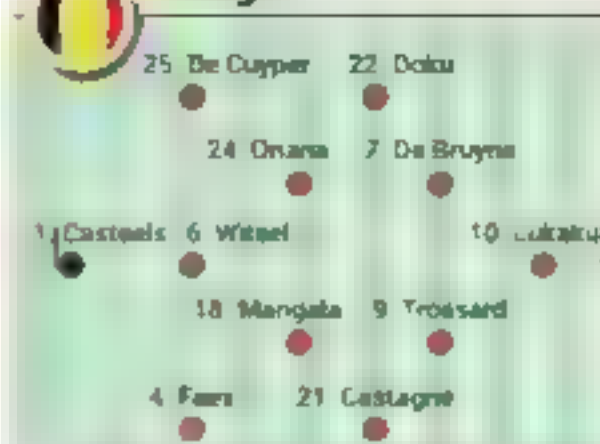 25 De Cuyper 22 Doku
24 Onana 7 De Bruyne
1 Casteels 6 Witsel 10 Lukaku
18 Mangala 9 Trossard
4 Faes 21 Castagne